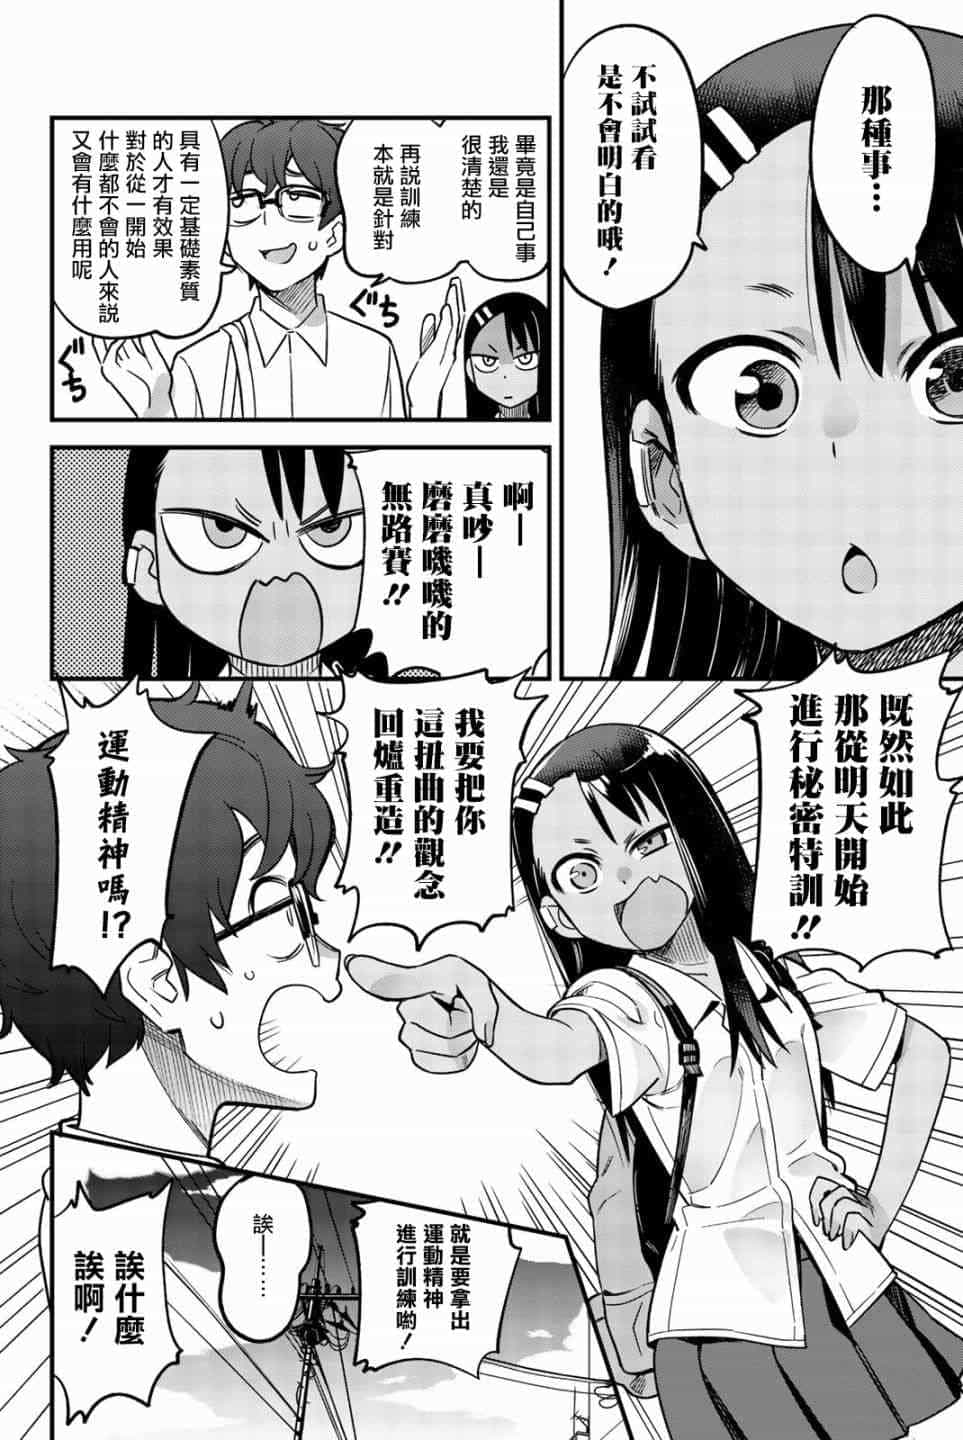 那種事…
不試試看
是不會明白的哦！
畢竟是自己事
我還是
很清楚的
再說訓練
本就是針對
具有一定基礎素質
的人才有效果
對於從一開始
什麼都不會的人來說
又會有什麼用呢
ぐち
ぐち
啊—
真吵—
磨磨嘰嘰的
無路賽!!
既然如此
那從明天開始
進行秘密特訓!!
我要把你
這扭曲的觀念
回爐重造!!
運動精神嗎!?
就是要拿出
運動精神
進行訓練喲！
誒——……
誒什麼
誒啊！